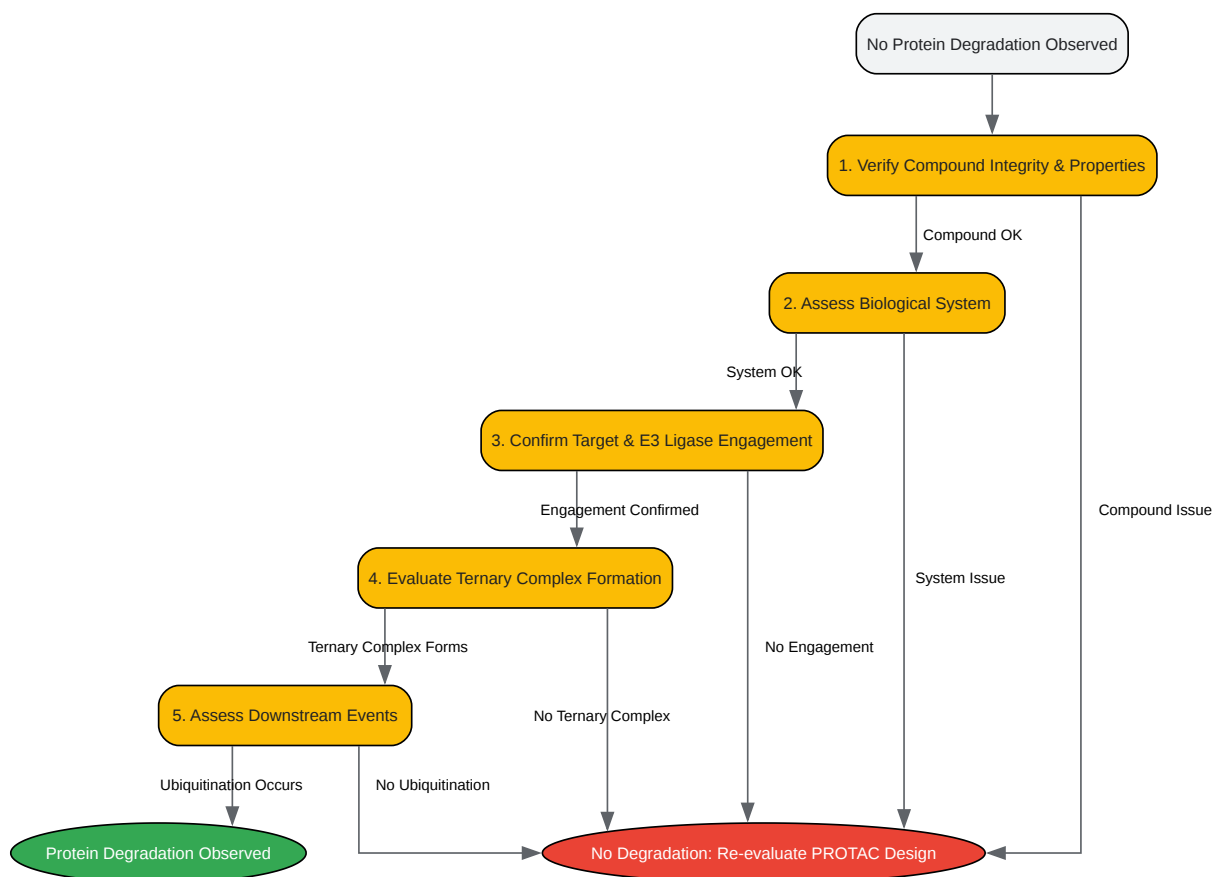 No Protein Degradation Observed
1. Verify Compound Integrity & Properties
Compound OK
2. Assess Biological System
System OK
3. Confirm Target & E3 Ligase Engagement
Engagement Confirmed
Compound Issue
4. Evaluate Ternary Complex Formation
System Issue
Ternary Complex Forms
No Engagement
5. Assess Downstream Events
No Ternary Complex
Ubiquitination Occurs
No Ubiquitination
Protein Degradation Observed
No Degradation: Re-evaluate PROTAC Design